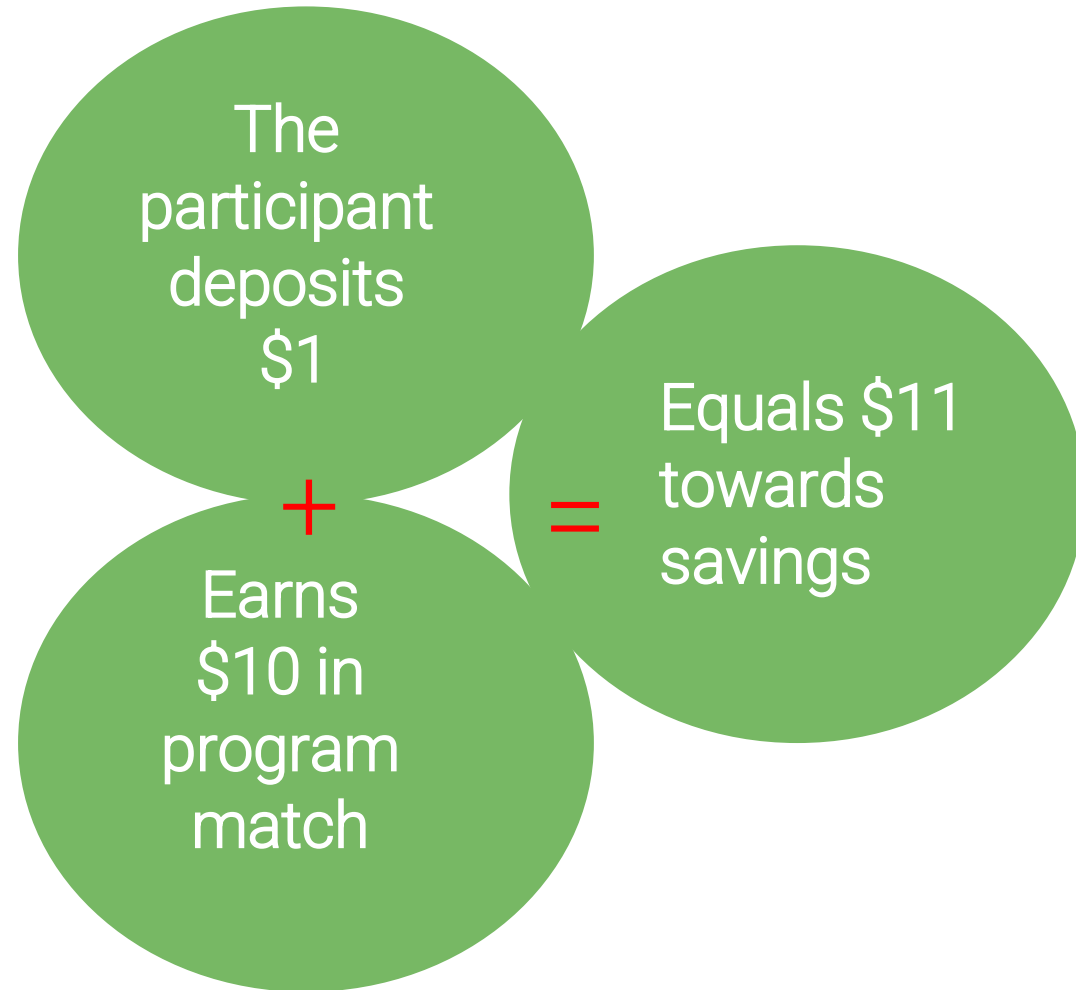 The
participant
deposits
$1
+
Earns
$10 in
program
match
=
Equals $11
towards
savings